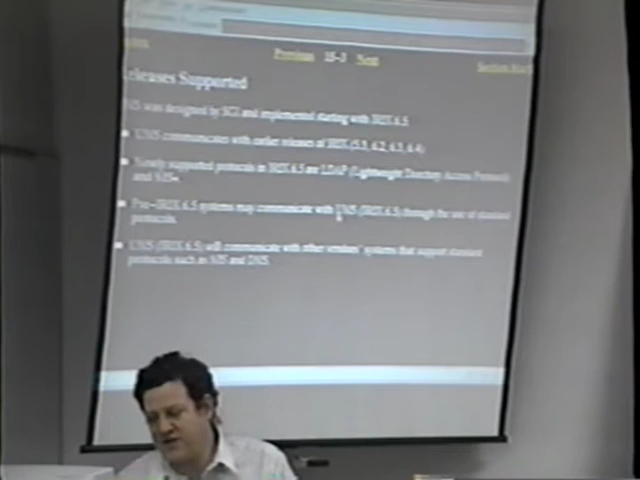 Previous 15-3 Next
eleases Supported
NS was designed by SGI and implemented starting with IRIX 6.5
UNS communicates with earlier releases of IRIX (5.3, 6.2, 6.3, 6.4)
Newly supported protocols in IRIX 6.5 are LDAP (Lightweight Directory Access Protocol)
and NIS+.
Pre-IRIX 6.5 systems may communicate with UNS (IRIX 6.5) through the use of standard
protocols.
UNS (IRIX 6.5) will communicate with other vendors' systems that support standard
protocols such as NIS and DNS.